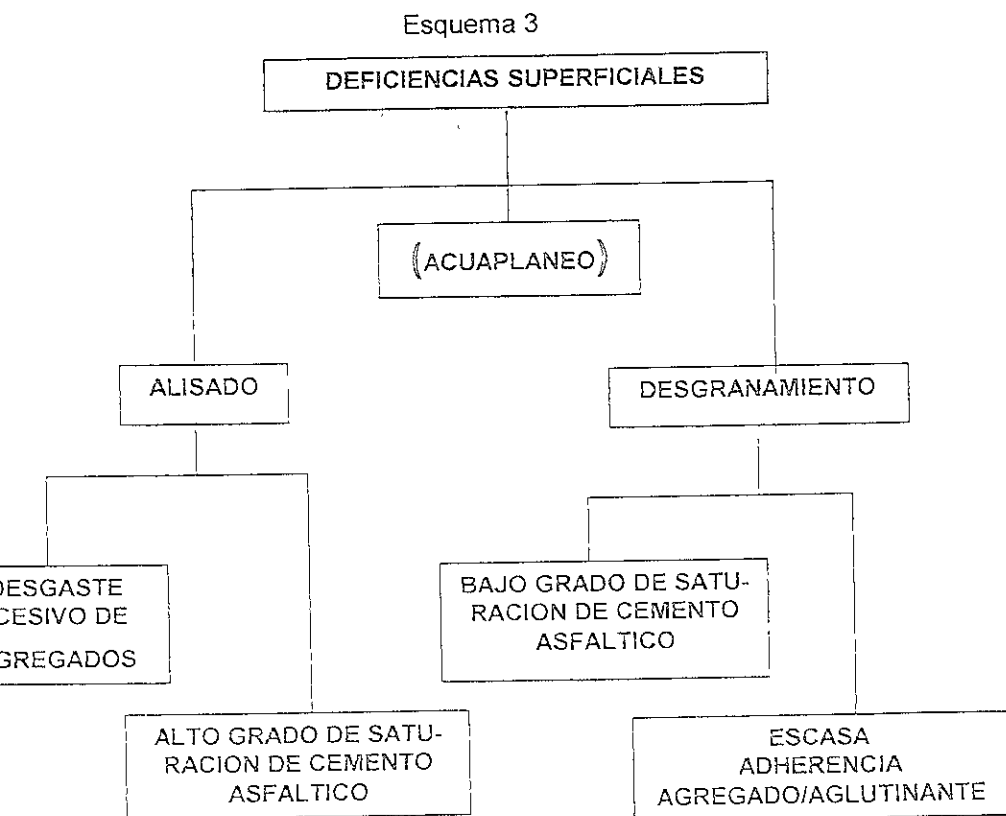 Esquema 3
DEFICIENCIAS SUPERFICIALES
(ACUAPLANEO)
ALISADO
DESGRANAMIENTO
DESGASTE
CESIVO DE
GREGADOS
BAJO GRADO DE SATU-
RACION DE CEMENTO
ASFALTICO
ALTO GRADO DE SATU-
RACION DE CEMENTO
ASFALTICO
ESCASA
ADHERENCIA
AGREGADO/AGLUTINANTE